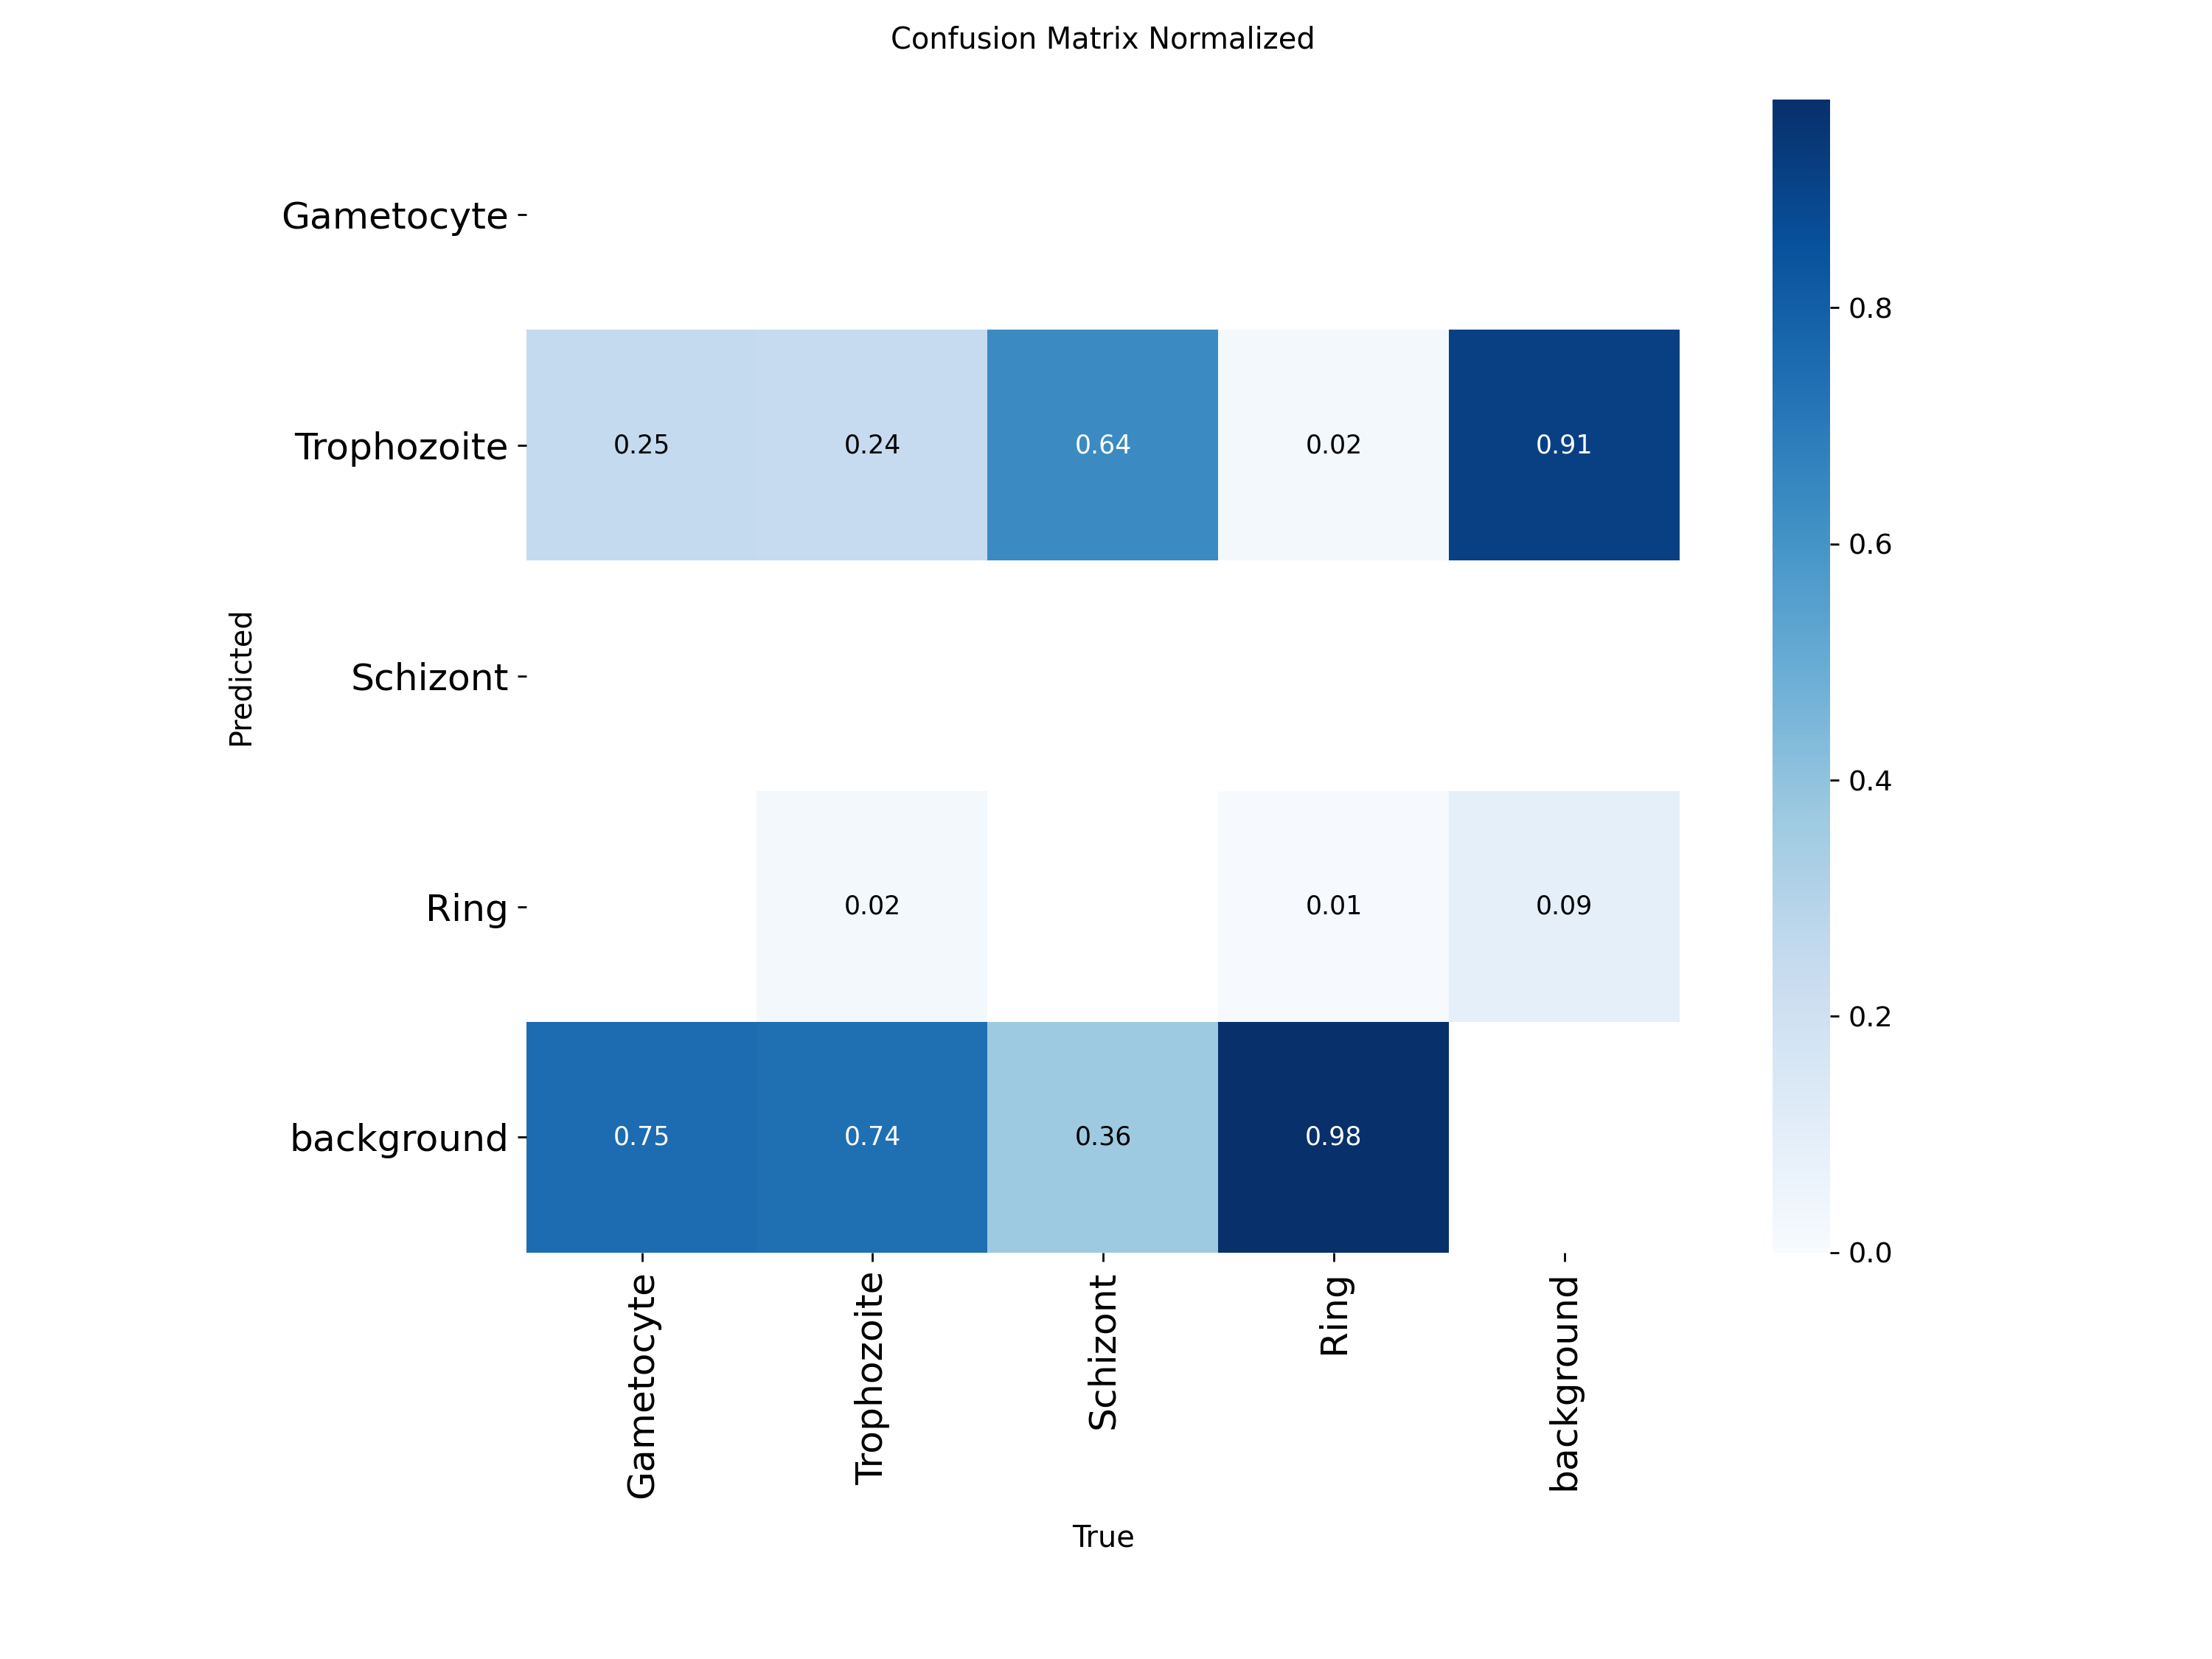 Confusion Matrix Normalized
Gametocyte
Trophozoite
0.25 0.24 0.64 0.02 0.91
Schizont
Ring
0.02 0.01 0.09
background
0.75 0.74 0.36 0.98
Predicted
Gametocyte
Trophozoite
Schizont
Ring
background
True
0.8
0.6
0.4
0.2
0.0